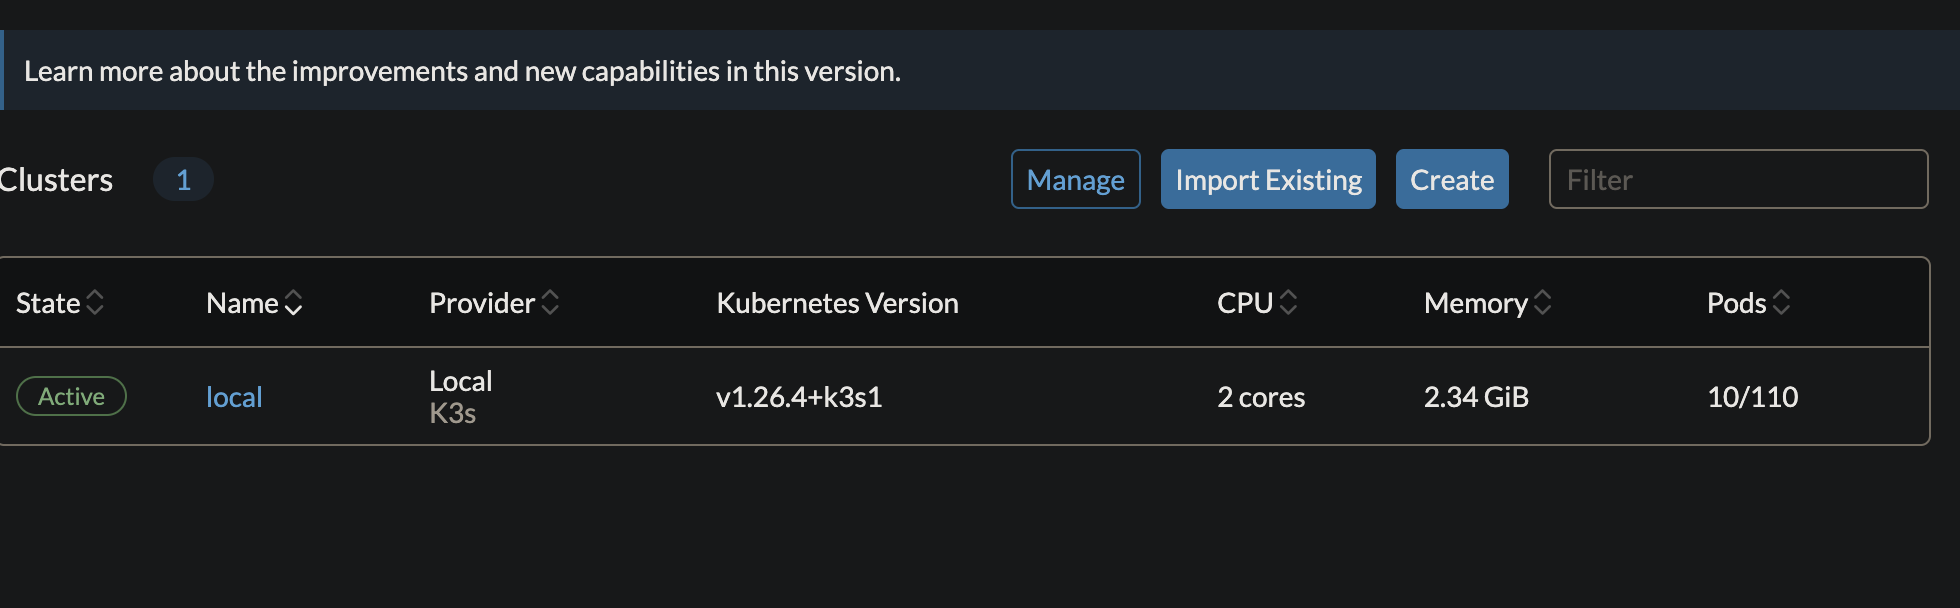 Learn more about the improvements and new capabilities in this version.
Clusters 1 Manage Import Existing Create Filter
State Name Provider Kubernetes Version CPU Memory Pods
Active local Local K3s v1.26.4+k3s1 2 cores 2.34 GiB 10/110